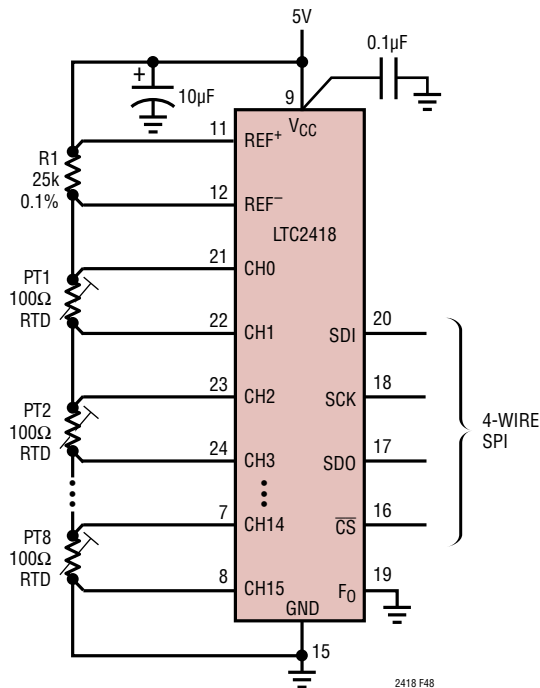 5V
0.1µF
+
10µF
9
VCC
11
REF+
R1
25k
0.1%
12
REF−
LTC2418
21
CH0
PT1
100Ω
RTD
22
CH1
20
SDI
23
CH2
18
SCK
PT2
100Ω
RTD
4-WIRE
SPI
24
CH3
17
SDO
7
CH14
16
CS
PT8
100Ω
RTD
8
CH15
19
FO
GND
15
2418 F48